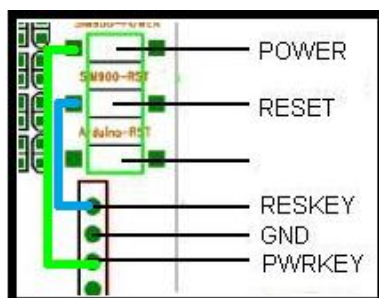 SIM900-POWER
POWER
SIM900-RST
RESET
Arduino-RST
RESKEY
GND
PWRKEY